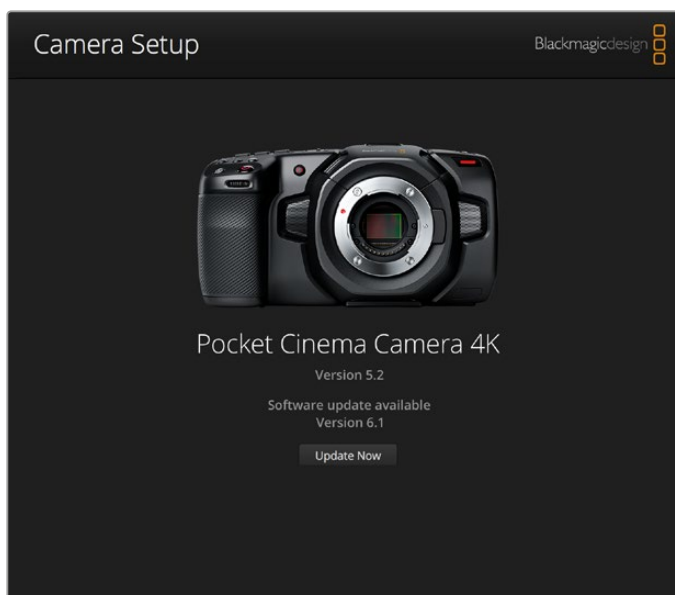 Camera Setup
Blackmagicdesign
Pocket Cinema Camera 4K
Version 5.2
Software update available
Version 6.1
Update Now